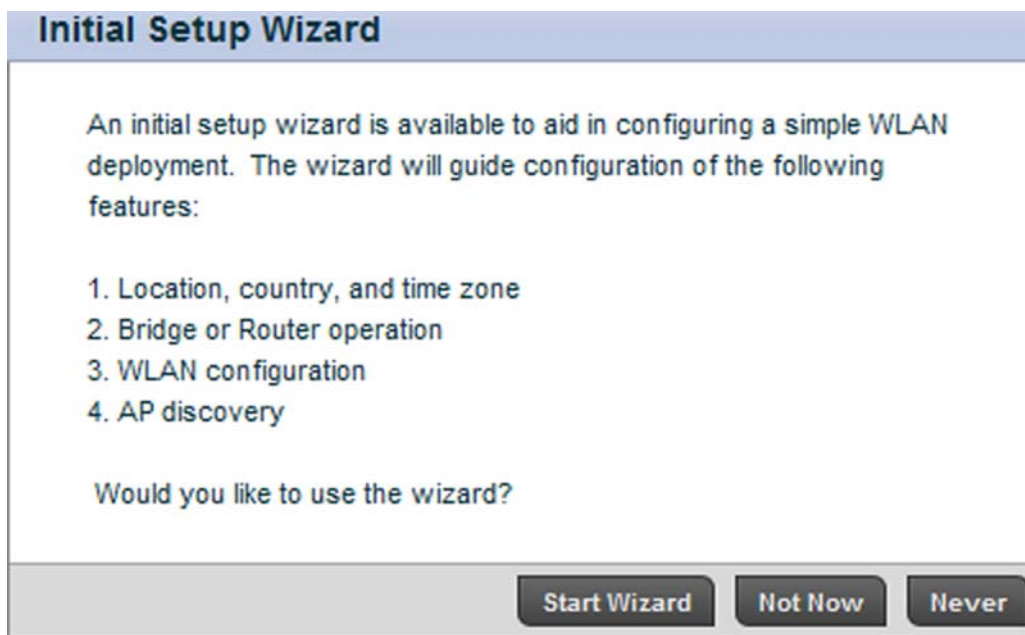 Initial Setup Wizard
An initial setup wizard is available to aid in configuring a simple WLAN
deployment. The wizard will guide configuration of the following
features:
1. Location, country, and time zone
2. Bridge or Router operation
3. WLAN configuration
4. AP discovery
Would you like to use the wizard?
Start Wizard Not Now Never